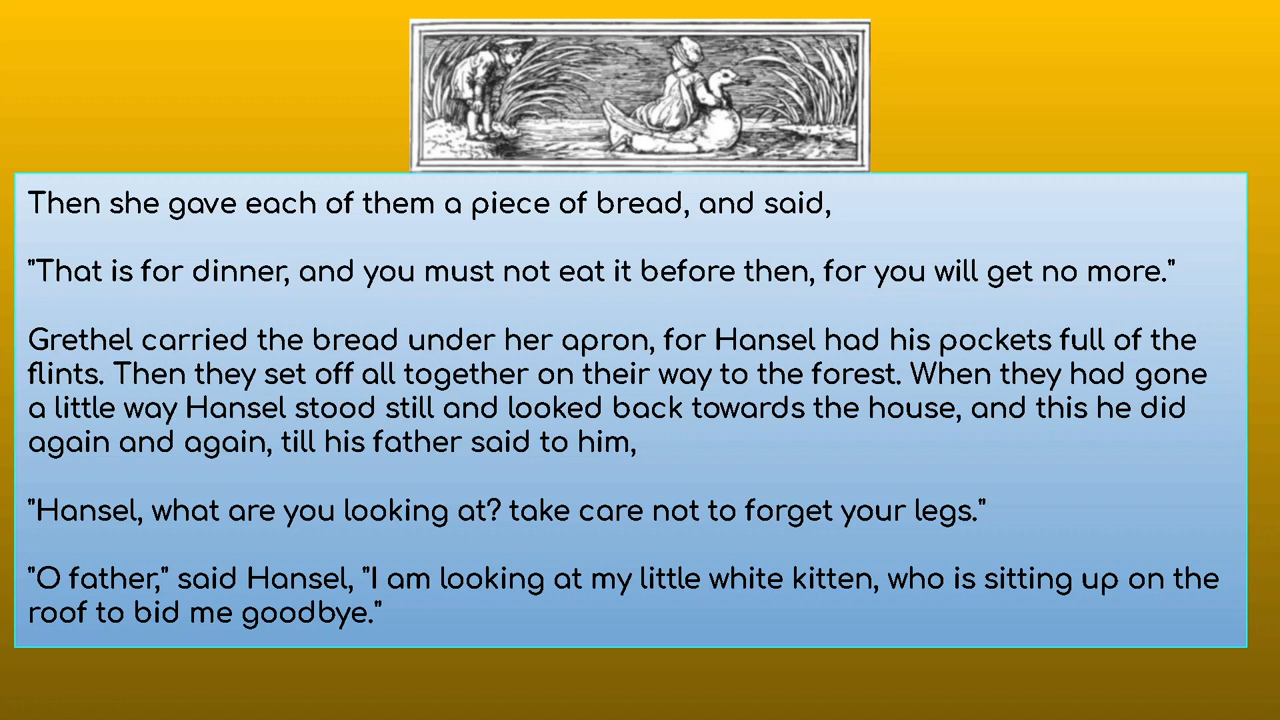 Then she gave each of them a piece of bread, and said,
"That is for dinner, and you must not eat it before then, for you will get no more."
Grethel carried the bread under her apron, for Hansel had his pockets full of the
flints. Then they set off all together on their way to the forest. When they had gone
a little way Hansel stood still and looked back towards the house, and this he did
again and again, till his father said to him,
"Hansel, what are you looking at? take care not to forget your legs."
"O father," said Hansel, "I am looking at my little white kitten, who is sitting up on the
roof to bid me goodbye."